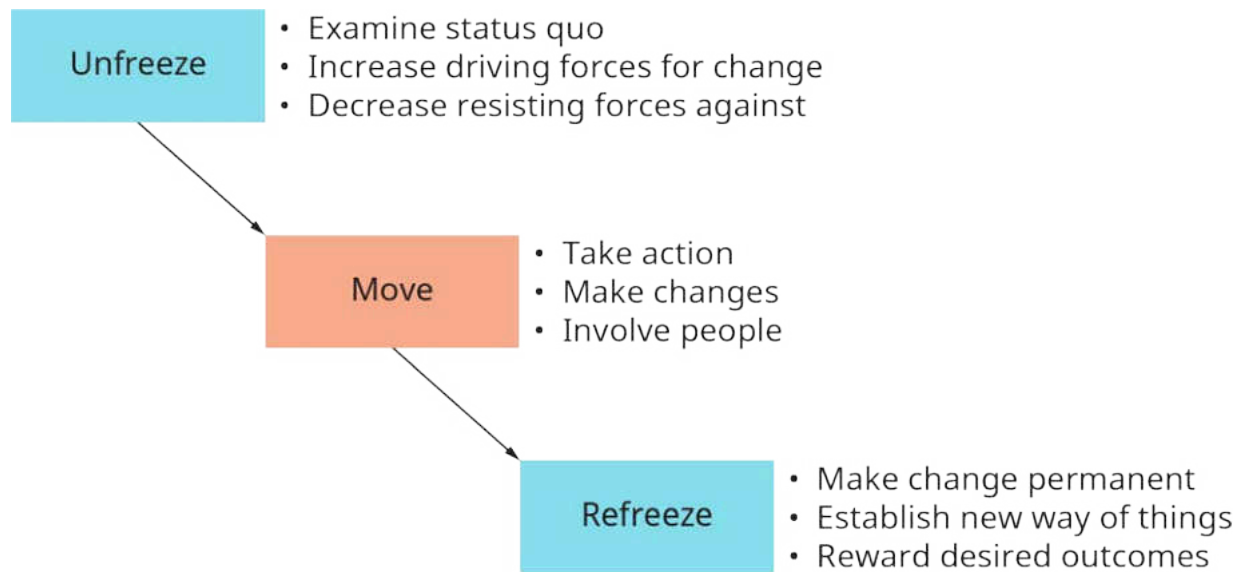 Unfreeze
• Examine status quo
• Increase driving forces for change
• Decrease resisting forces against
Move
• Take action
• Make changes
• Involve people
Refreeze
• Make change permanent
• Establish new way of things
• Reward desired outcomes